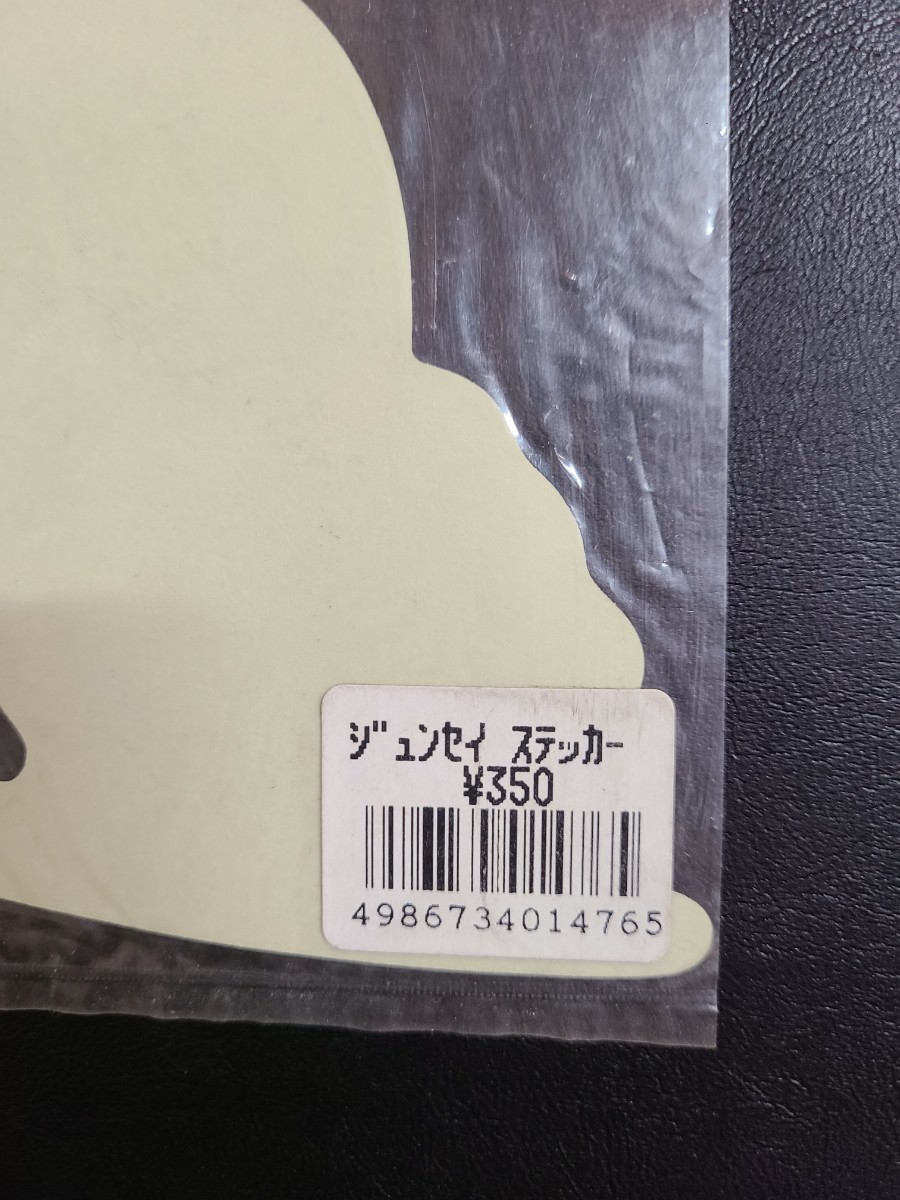 ｼﾞｭﾝｾｲ ｽﾃｯｶｰ
¥350
4986734014765